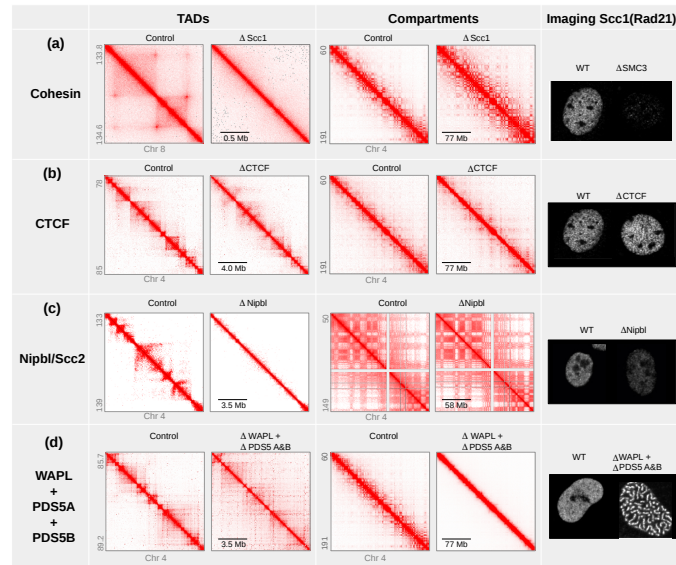 TADs Compartments Imaging Scc1(Rad21)
(a)
Cohesin
Control Δ Scc1 Control ΔScc1
WT ΔSMC3
133.8
134.6
0.5 Mb
Chr 8
60
191
77 Mb
Chr 4
(b)
CTCF
Control ΔCTCF Control ΔCTCF
WT ΔCTCF
78
85
4.0 Mb
Chr 4
60
191
77 Mb
Chr 4
(c)
Nipbl/Scc2
Control Δ Nipbl Control ΔNipbl
WT ΔNipbl
133
139
3.5 Mb
Chr 4
50
149
58 Mb
Chr 4
(d)
WAPL
+
PDS5A
+
PDS5B
Control Δ WAPL +
Δ PDS5 A&B
Control Δ WAPL +
Δ PDS5 A&B
WT ΔWAPL +
ΔPDS5 A&B
85.7
89.2
3.5 Mb
Chr 4
60
191
77 Mb
Chr 4